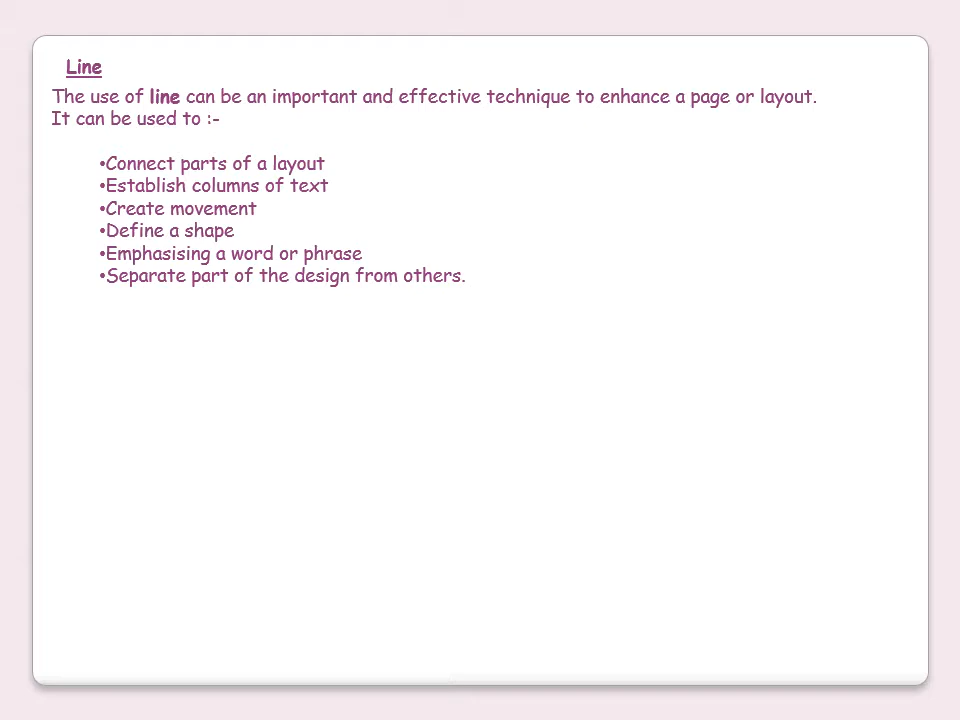 Line
The use of line can be an important and effective technique to enhance a page or layout.
It can be used to :-
•Connect parts of a layout
•Establish columns of text
•Create movement
•Define a shape
•Emphasising a word or phrase
•Separate part of the design from others.